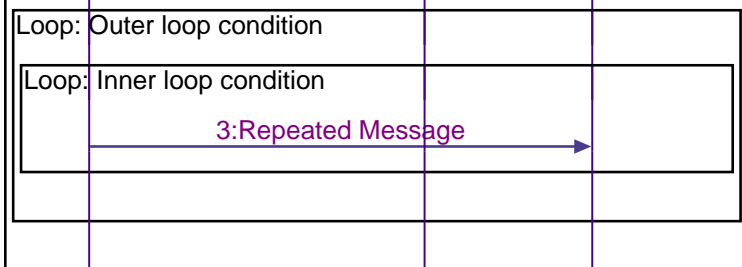 Loop: Outer loop condition
Loop: Inner loop condition
3:Repeated Message